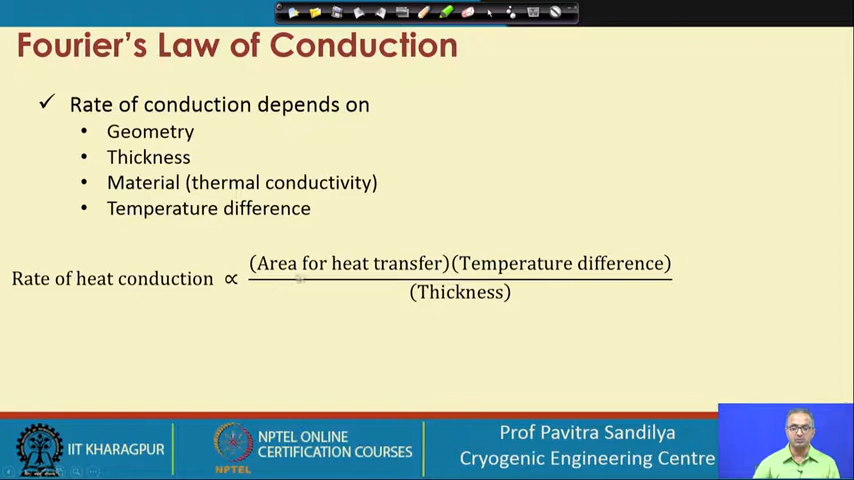 Fourier's Law of Conduction
✓ Rate of conduction depends on
• Geometry
• Thickness
• Material (thermal conductivity)
• Temperature difference
Rate of heat conduction ∝ (Area for heat transfer)(Temperature difference)
(Thickness)
IIT KHARAGPUR
NPTEL
NPTEL ONLINE
CERTIFICATION COURSES
Prof Pavitra Sandilya
Cryogenic Engineering Centre